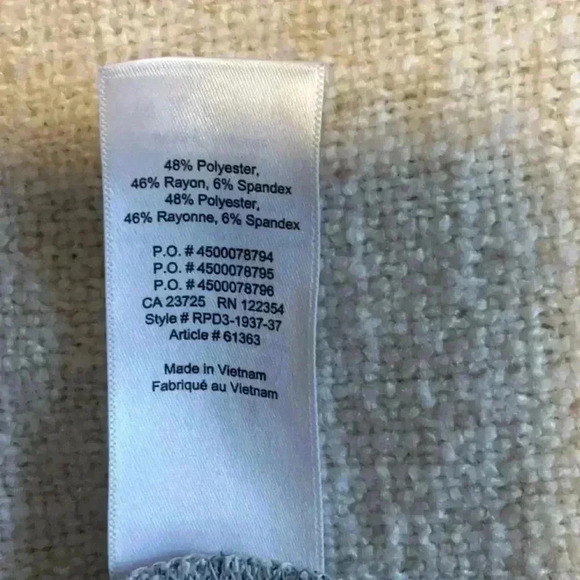 48% Polyester,
46% Rayon, 6% Spandex
48% Polyester,
46% Rayonne, 6% Spandex
P.O. # 4500078794
P.O. # 4500078795
P.O. # 4500078796
CA 23725 RN 122354
Style # RPD3-1937-37
Article # 61363
Made in Vietnam
Fabriqué au Vietnam